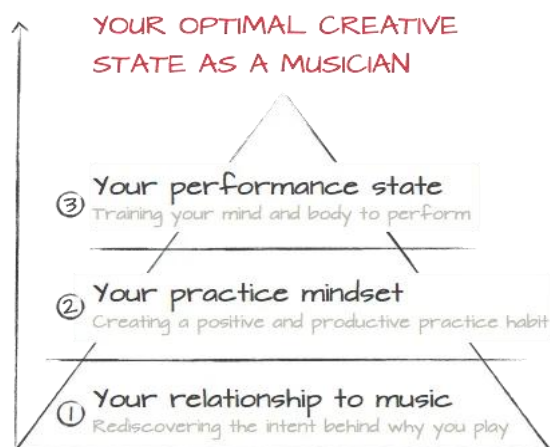 YOUR OPTIMAL CREATIVE
STATE AS A MUSICIAN
③ Your performance state
Training your mind and body to perform
② Your practice mindset
Creating a positive and productive practice habit
① Your relationship to music
Rediscovering the intent behind why you play